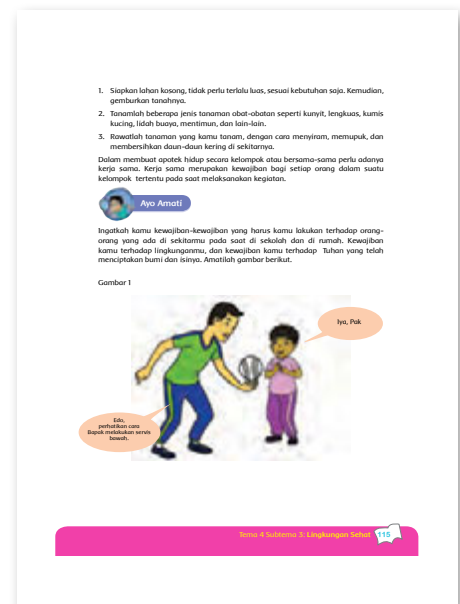 1. Siapkan lahan kosong, tidak perlu terlalu luas, sesuai kebutuhan saja. Kemudian,
gemburkan tanahnya.
2. Tanamlah beberapa jenis tanaman obat-obatan seperti kunyit, lengkuas, kumis
kucing, lidah buaya, mentimun, dan lain-lain.
3. Rawatlah tanaman yang kamu tanam, dengan cara menyiram, memupuk, dan
membersihkan daun-daun kering di sekitarnya.
Dalam membuat apotek hidup secara kelompok atau bersama-sama perlu adanya
kerja sama. Kerja sama merupakan kewajiban bagi setiap orang dalam suatu
kelompok tertentu pada saat melaksanakan kegiatan.
Ayo Amati
Ingatkah kamu kewajiban-kewajiban yang harus kamu lakukan terhadap orang-
orang yang ada di sekitarmu pada saat di sekolah dan di rumah. Kewajiban
kamu terhadap lingkunganmu, dan kewajiban kamu terhadap Tuhan yang telah
menciptakan bumi dan isinya. Amatilah gambar berikut.
Gambar 1
Iya, Pak
Edo,
perhatikan cara
Bapak melakukan servis
bawah.
Tema 4 Subtema 3: Lingkungan Sehat 115